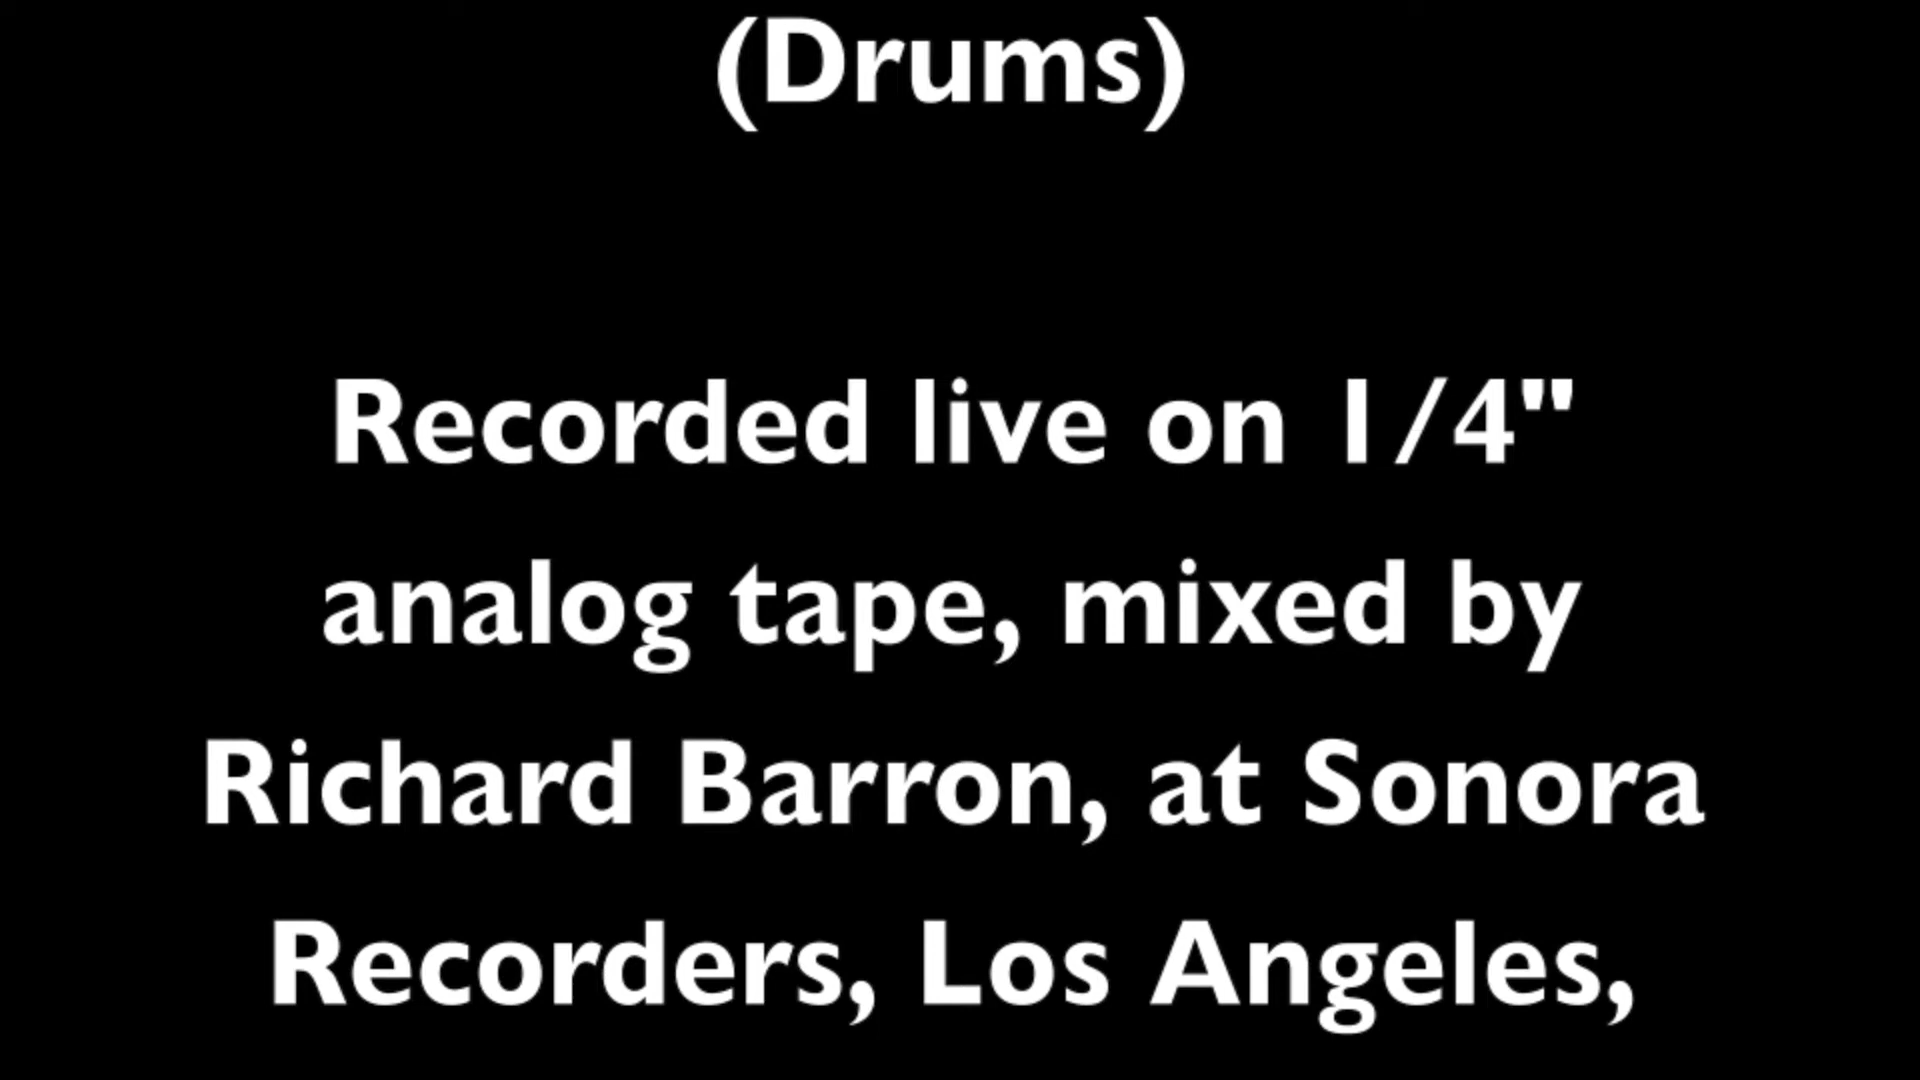 (Drums)
Recorded live on 1/4"
analog tape, mixed by
Richard Barron, at Sonora
Recorders, Los Angeles,